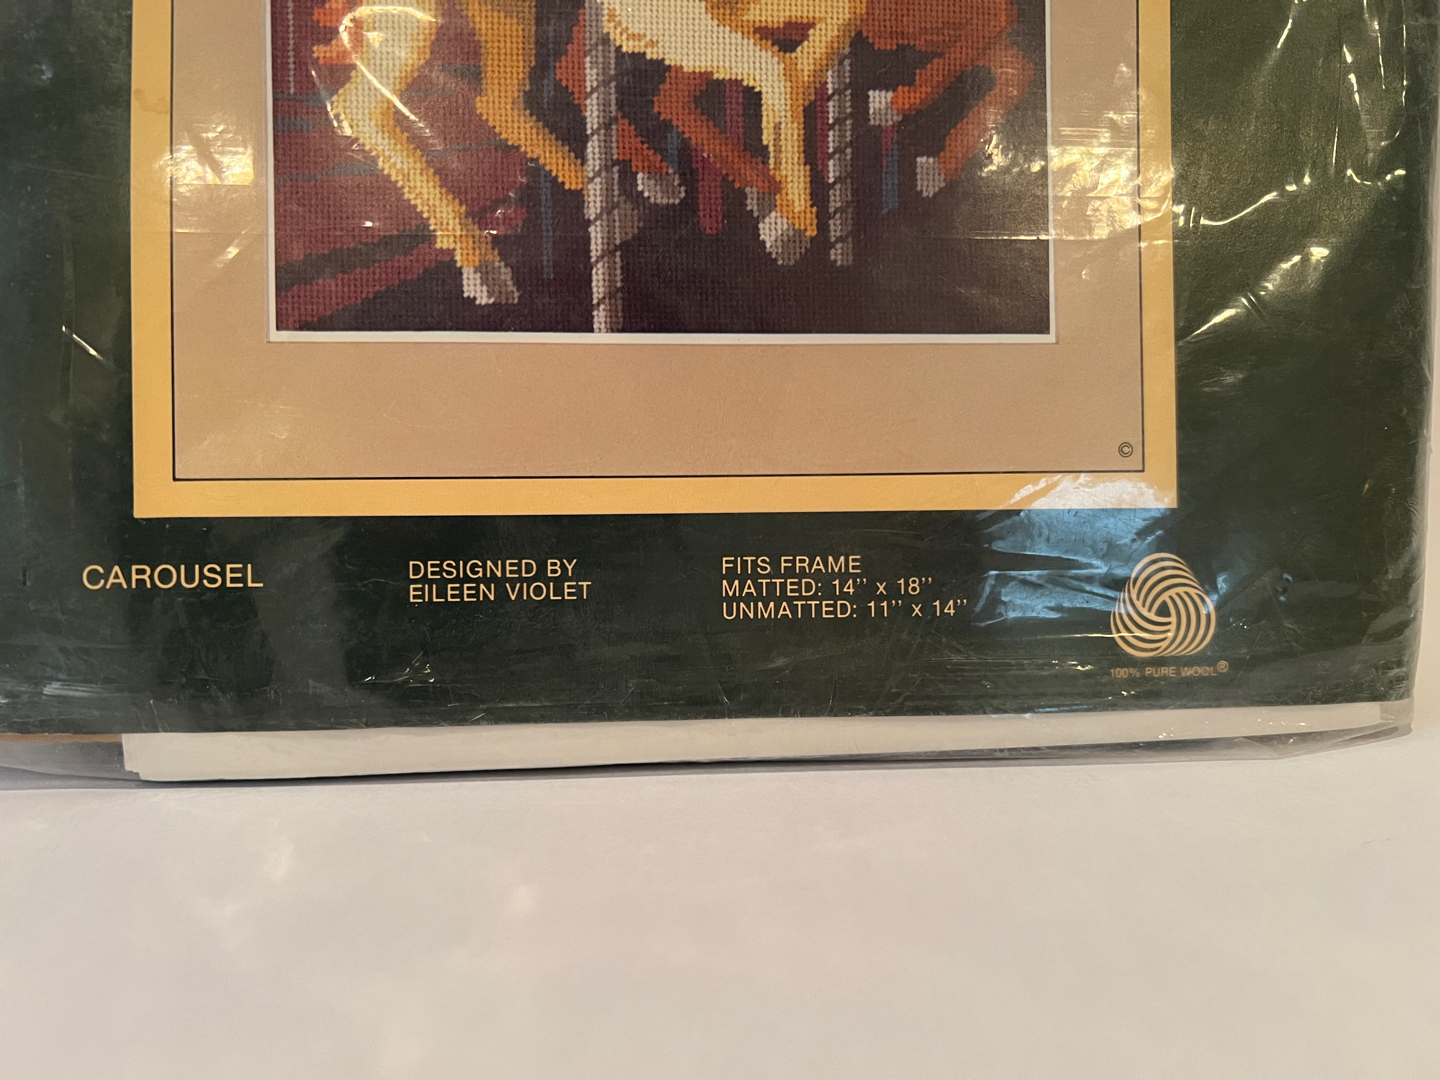 ©
CAROUSEL
DESIGNED BY
EILEEN VIOLET
FITS FRAME
MATTED: 14" x 18"
UNMATTED: 11" x 14"
100% PURE WOOL®